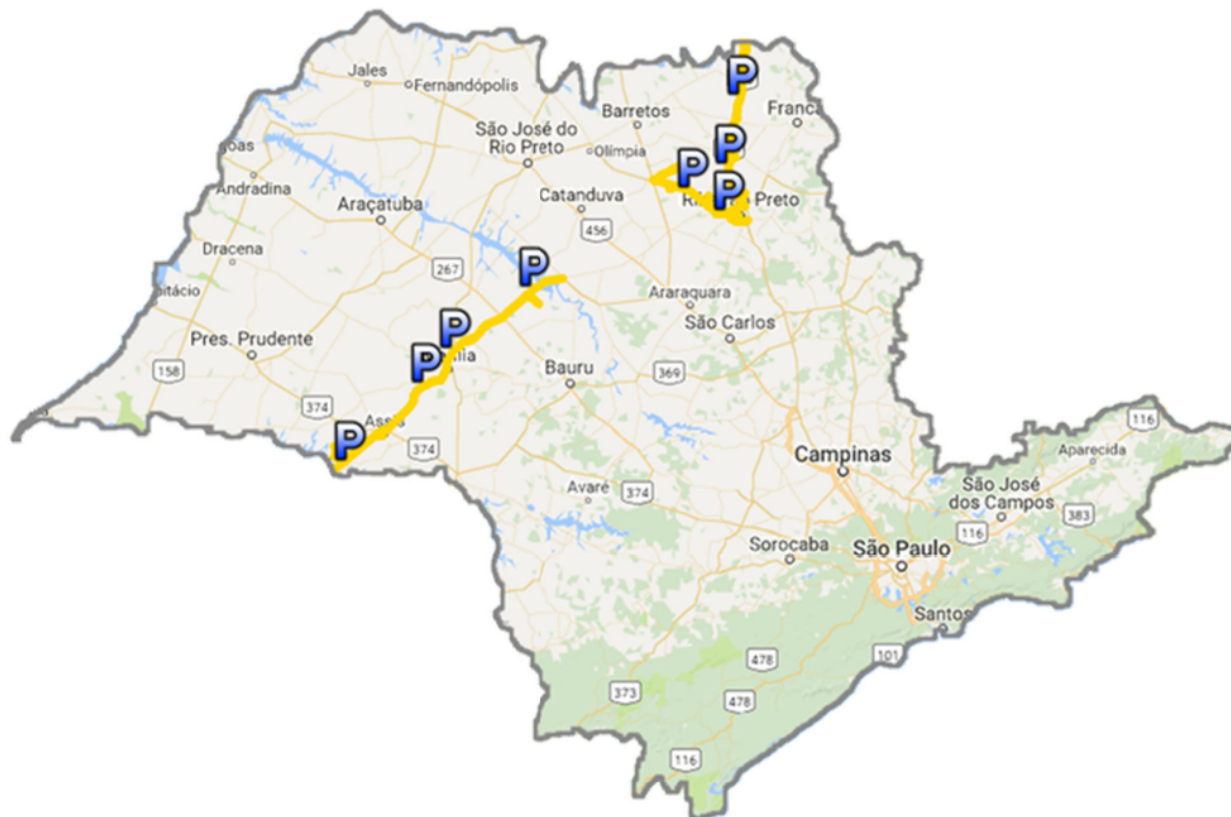 P
Jales
Fernandópolis
Barretos
Franca
São José do
Rio Preto
Olímpia
P
P
Andradina
Catanduva
P
Preto
Araçatuba
456
Dracena
267
P
Araraquara
São Carlos
P
Pres. Prudente
P
158
Bauru
369
374
P
374
116
Campinas
Aparecida
Avaré
374
São José
dos Campos
383
116
Sorocaba
São Paulo
Santos
478
101
373
478
116